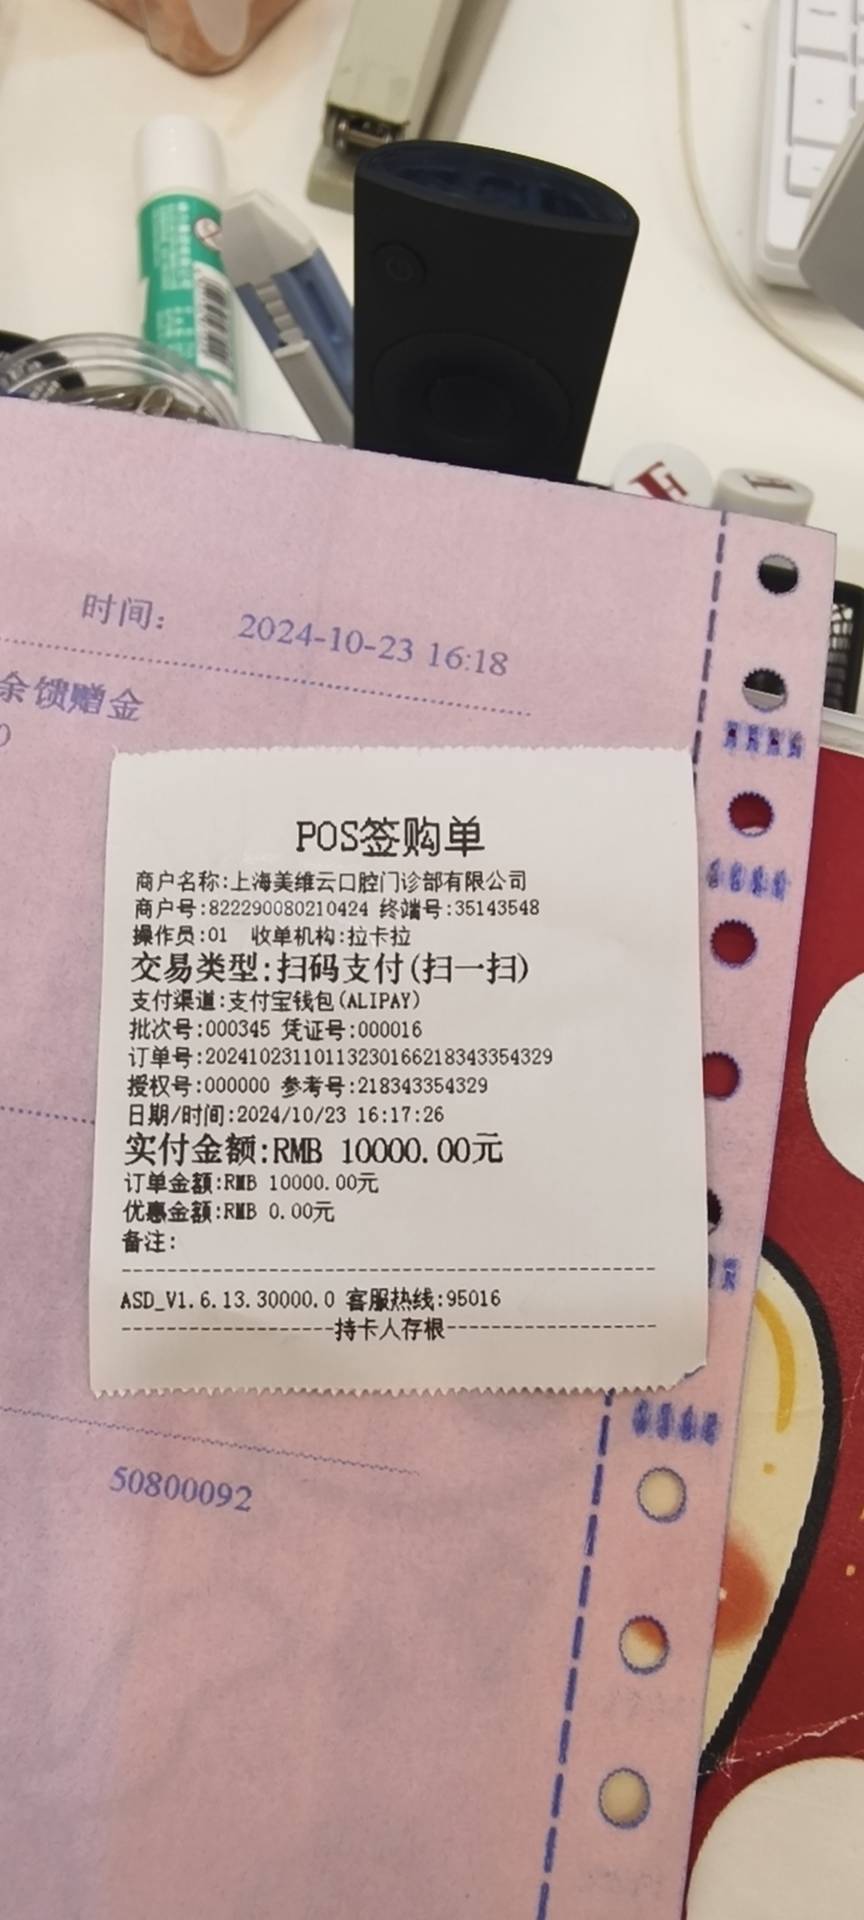 时间： 2024-10-23 16:18
余馈赠金
POS签购单
商户名称:上海美维云口腔门诊部有限公司
商户号:822290080210424 终端号:35143548
操作员:01 收单机构:拉卡拉
交易类型:扫码支付(扫一扫)
支付渠道:支付宝钱包(ALIPAY)
批次号:000345 凭证号:000016
订单号:20241023110113230166218343354329
授权号:000000 参考号:218343354329
日期/时间:2024/10/23 16:17:26
实付金额:RMB 10000.00元
订单金额:RMB 10000.00元
优惠金额:RMB 0.00元
备注:
ASD_V1.6.13.30000.0 客服热线:95016
持卡人存根
50800092